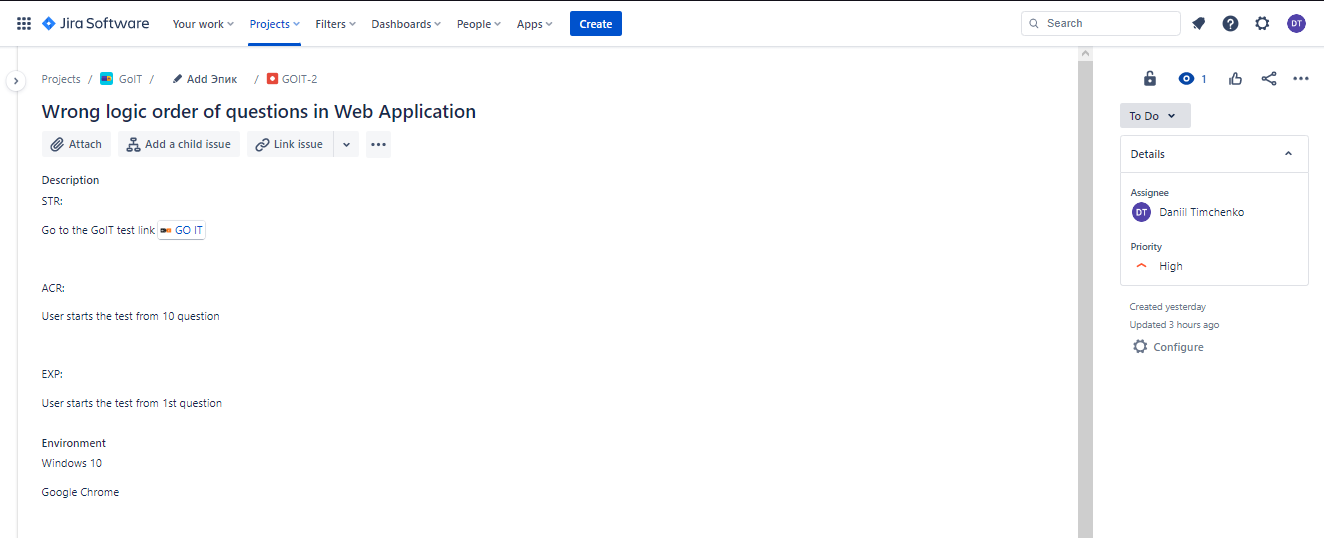 Jira Software Your work Projects Filters Dashboards People Apps Create Search DT
Projects / GoIT / Add Эпик / GOIT-2 1
Wrong logic order of questions in Web Application
To Do
Attach Add a child issue Link issue
Details
Description
STR:
Assignee
DT Daniil Timchenko
Go to the GoIT test link GO IT
Priority
High
ACR:
Created yesterday
User starts the test from 10 question
Updated 3 hours ago
Configure
EXP:
User starts the test from 1st question
Environment
Windows 10
Google Chrome